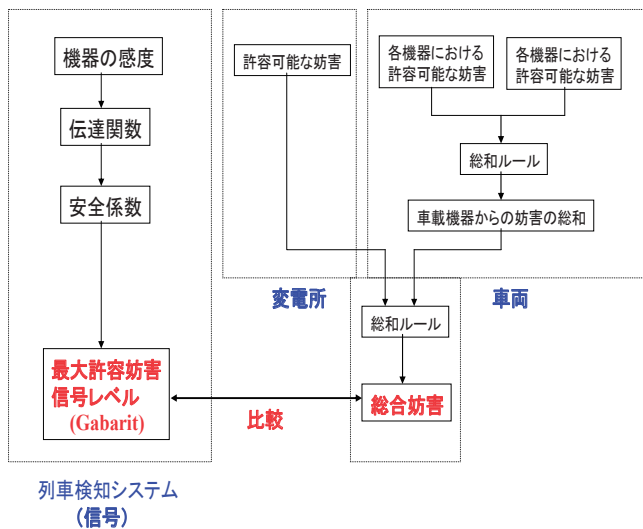 機器の感度
伝達関数
安全係数
最大許容妨害
信号レベル
(Gabarit)
列車検知システム
(信号)
許容可能な妨害
変電所
各機器における
許容可能な妨害
各機器における
許容可能な妨害
総和ルール
車載機器からの妨害の総和
車両
総和ルール
総合妨害
比較